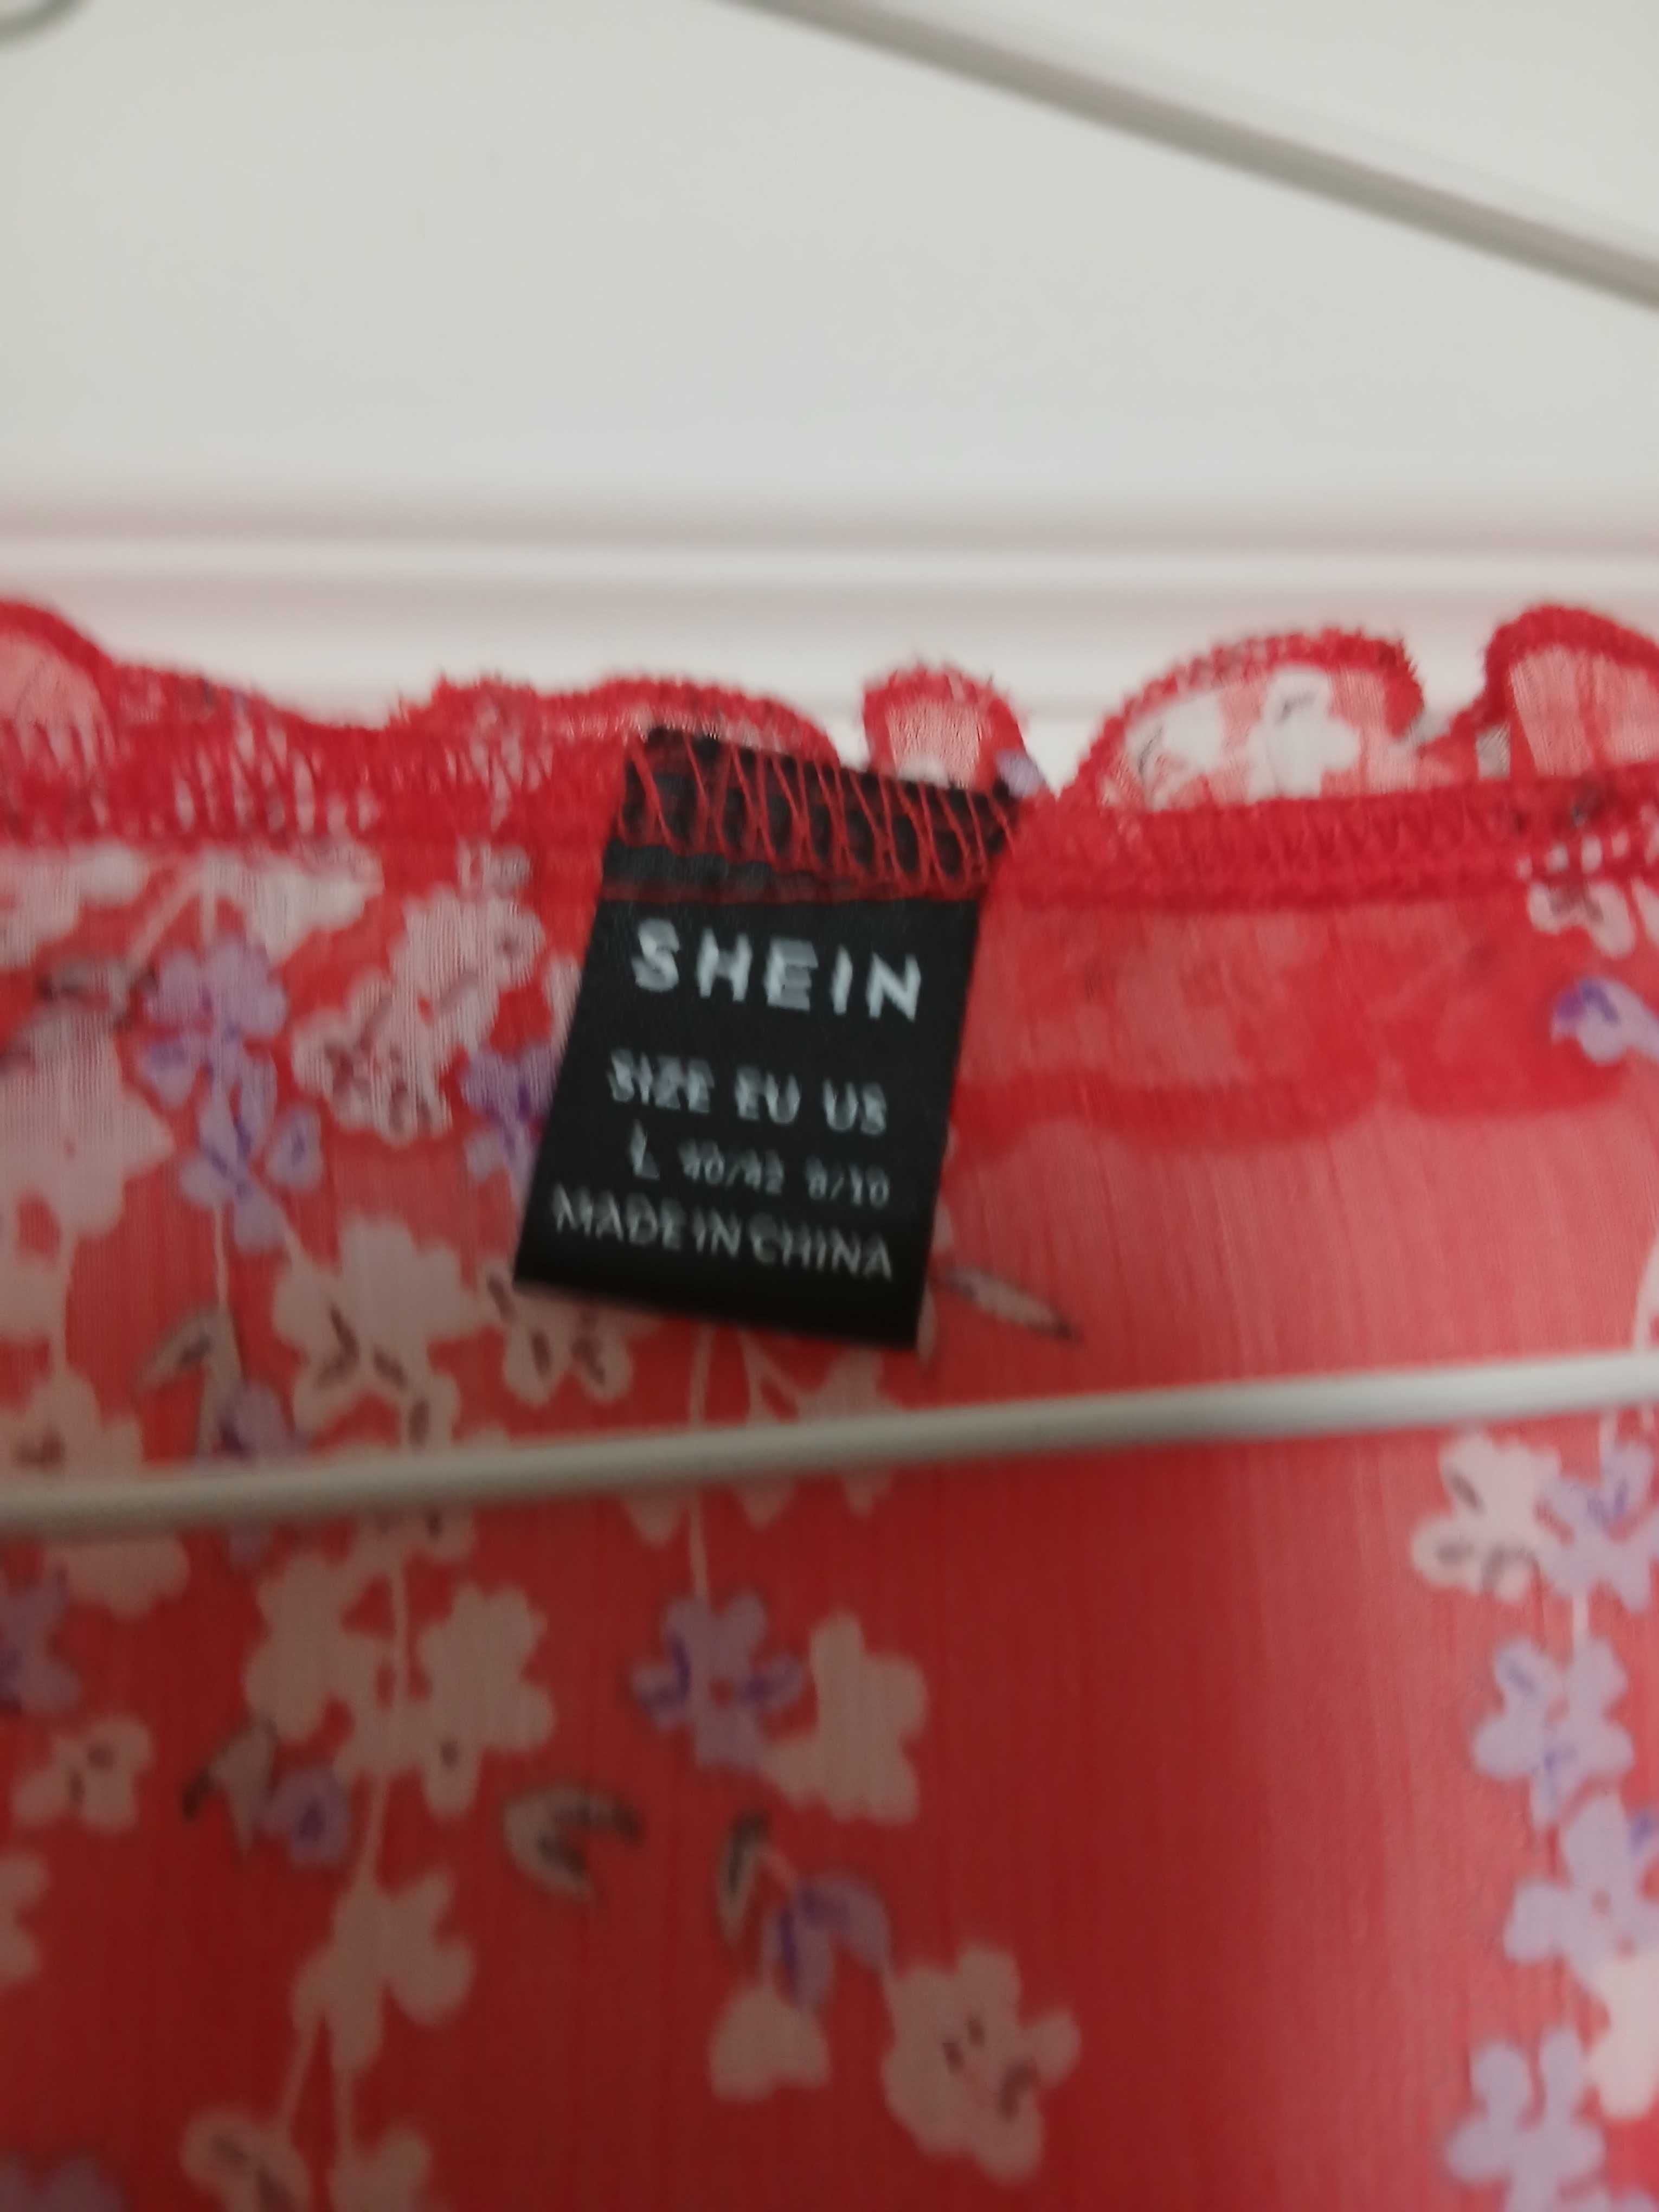 SHEIN
SIZE EU US
L 40/42 8/10
MADE IN CHINA